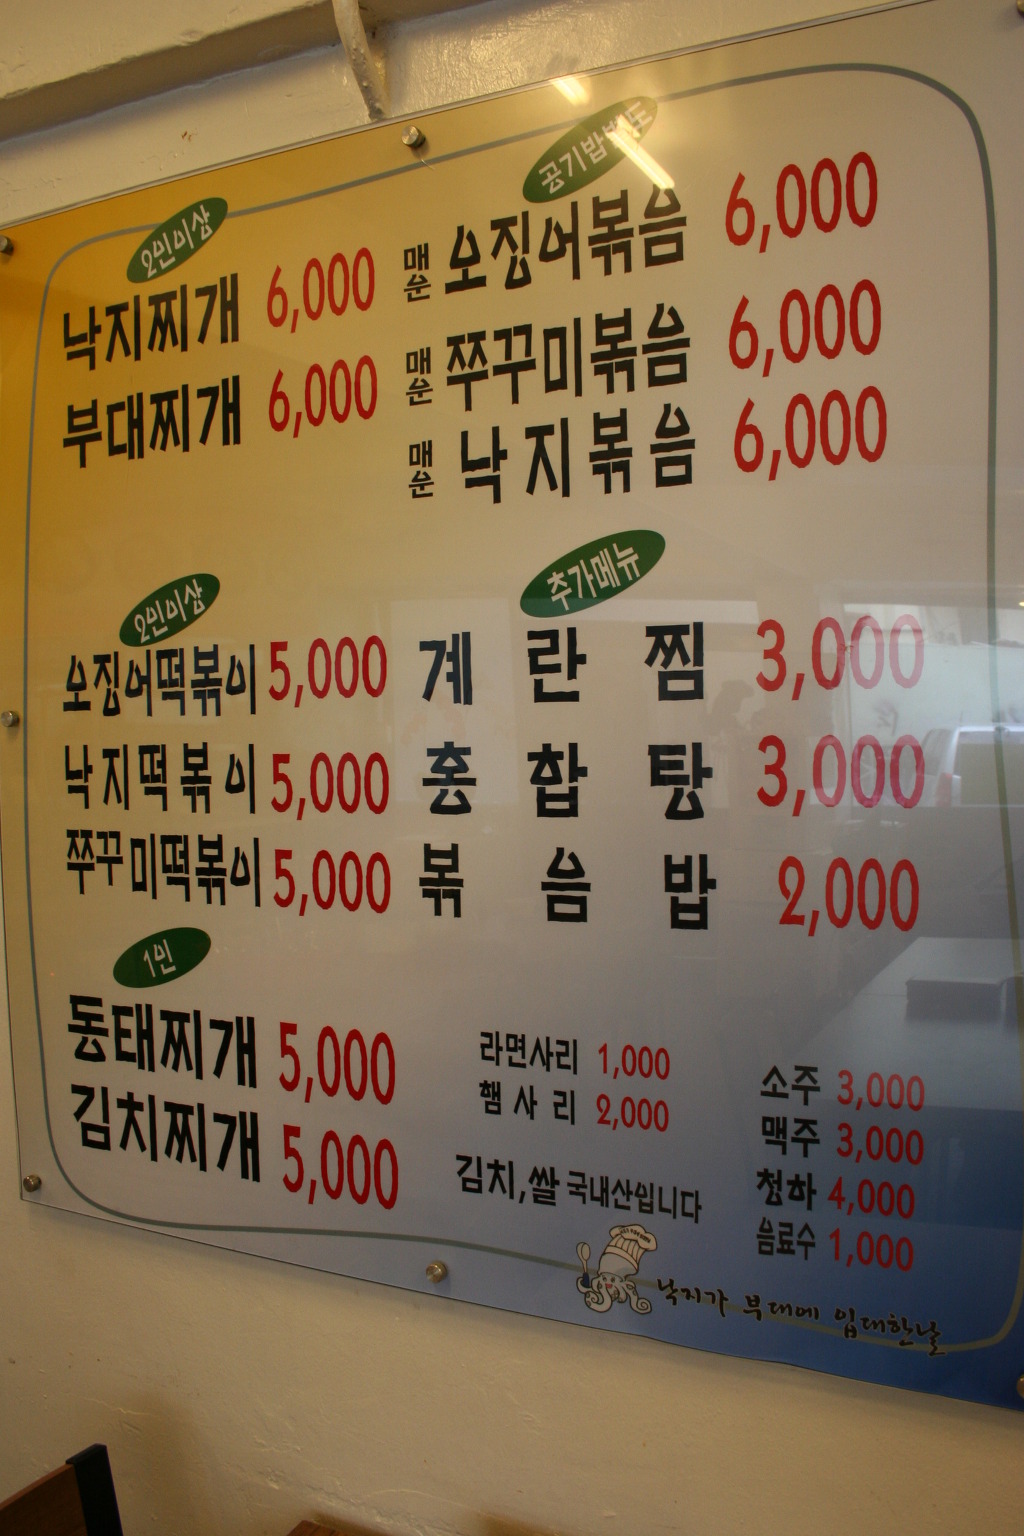 2인이상
낙지찌개 6,000
부대찌개 6,000
공기밥별도
매운 오징어볶음 6,000
매운 쭈꾸미볶음 6,000
매운 낙지볶음 6,000
2인이상
오징어떡볶이 5,000
낙지떡볶이 5,000
쭈꾸미떡볶이 5,000
추가메뉴
계란찜 3,000
홍합탕 3,000
볶음밥 2,000
1인
동태찌개 5,000
김치찌개 5,000
라면사리 1,000
햄사리 2,000
김치,쌀 국내산입니다
소주 3,000
맥주 3,000
청하 4,000
음료수 1,000
낙지가 부대에 입대한날